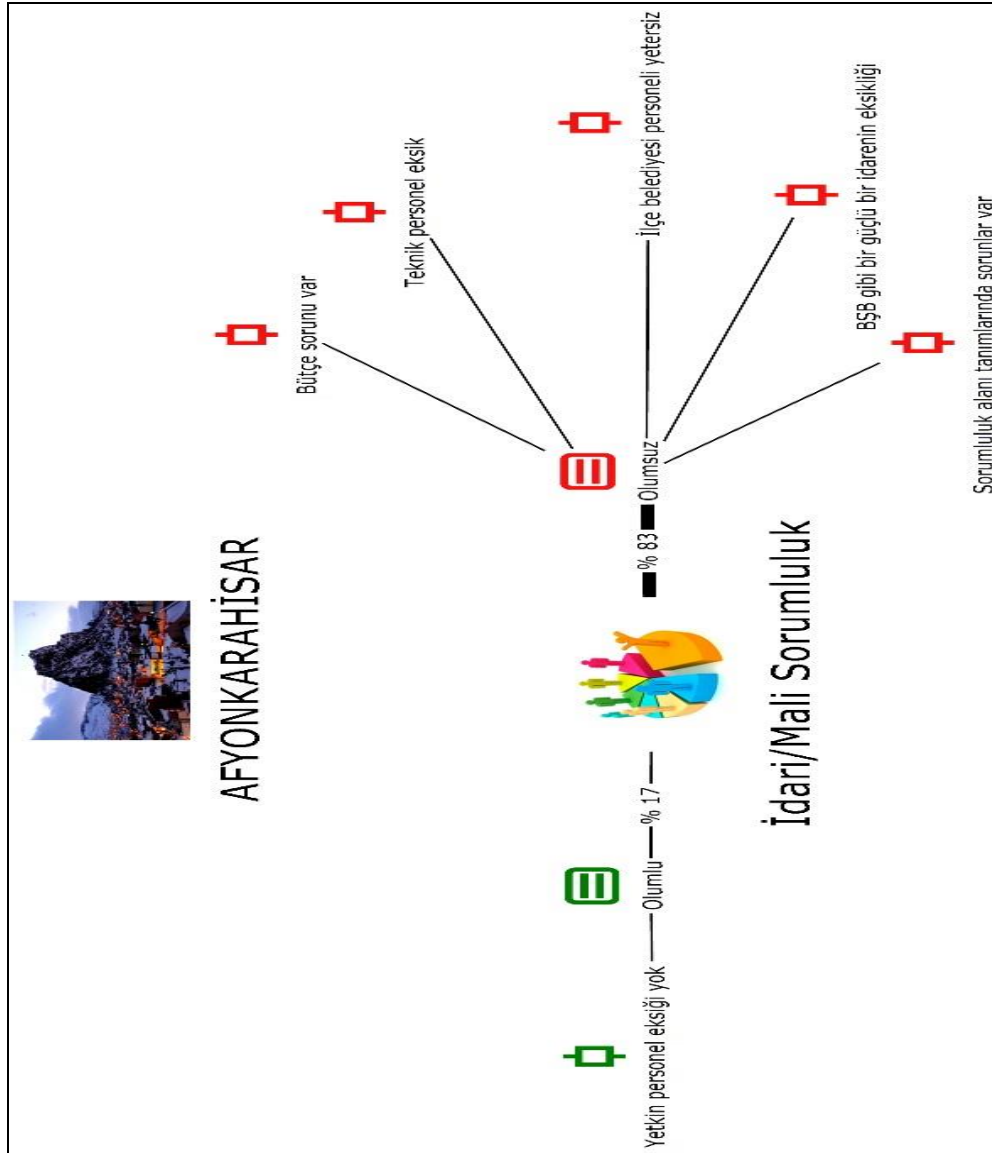 AFYONKARAHİSAR
Bütçe sorunu var
Teknik personel eksik
Yetkin personel eksiği yok
Olumlu
% 17
% 83
Olumsuz
İlçe belediyesi personeli yetersiz
İdari/Mali Sorumluluk
BŞB gibi bir güçlü bir idarenin eksikliği
Sorumluluk alanı tanımlarında sorunlar var